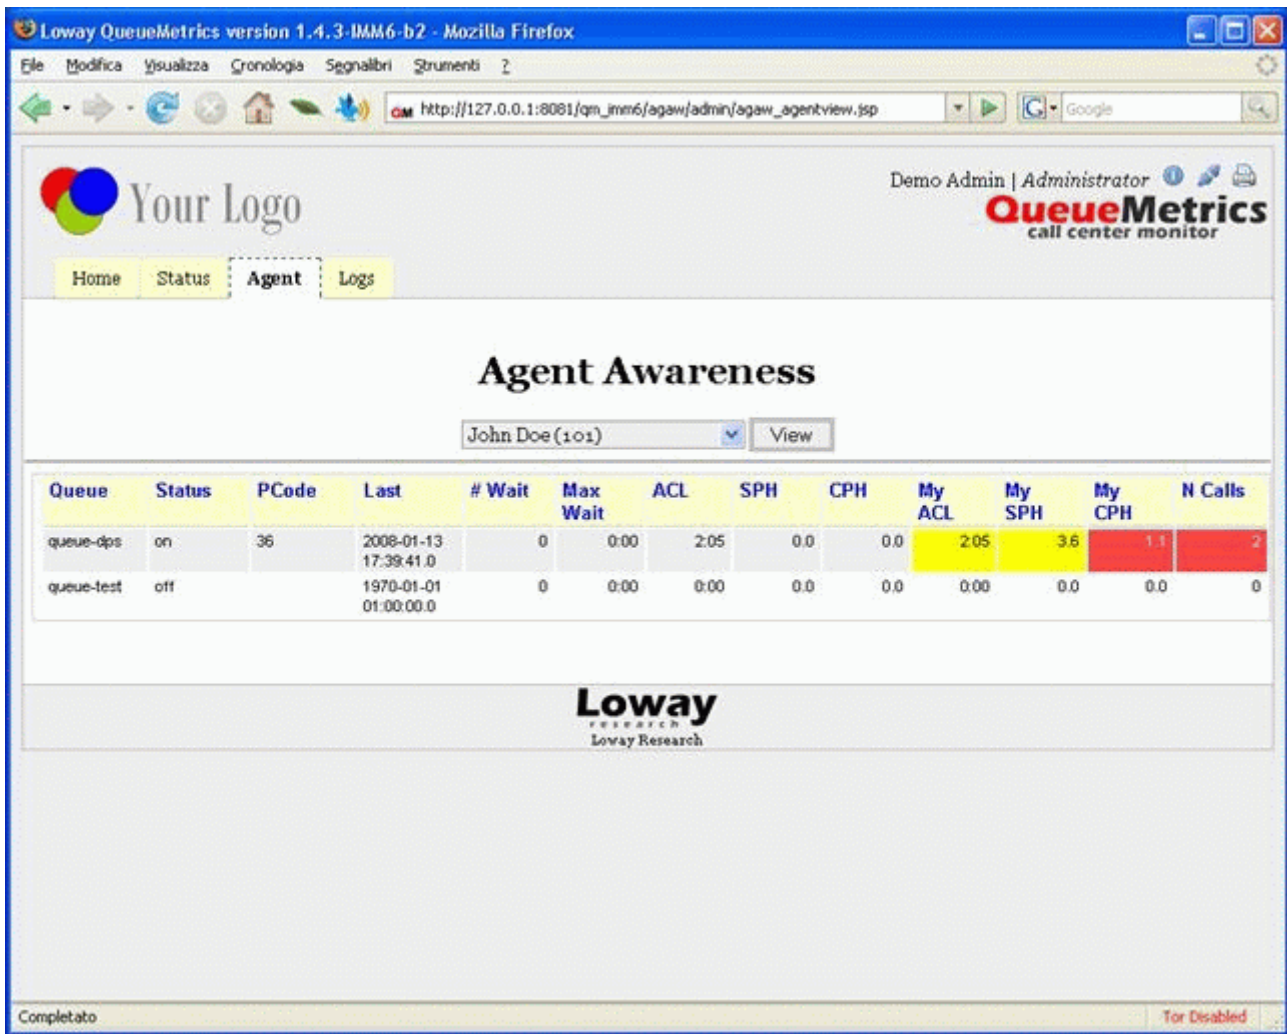 Loway QueueMetrics version 1.4.3-IMM6-b2 - Mozilla Firefox
File Modifica Visualizza Cronologia Segnalibri Strumenti ?
QM http://127.0.0.1:8081/qm_imm6/agaw/admin/agaw_agentview.jsp G Google
Your Logo
Demo Admin | Administrator
QueueMetrics
call center monitor
Home Status Agent Logs
Agent Awareness
John Doe (101) View
Queue Status PCode Last # Wait Max Wait ACL SPH CPH My ACL My SPH My CPH N Calls
queue-dps on 36 2008-01-13 17:39:41.0 0 0:00 2:05 0.0 0.0 2:05 3.6 1.1 2
queue-test off 1970-01-01 01:00:00.0 0 0:00 0:00 0.0 0.0 0:00 0.0 0.0 0
Loway
research
Loway Research
Completato Tor Disabled